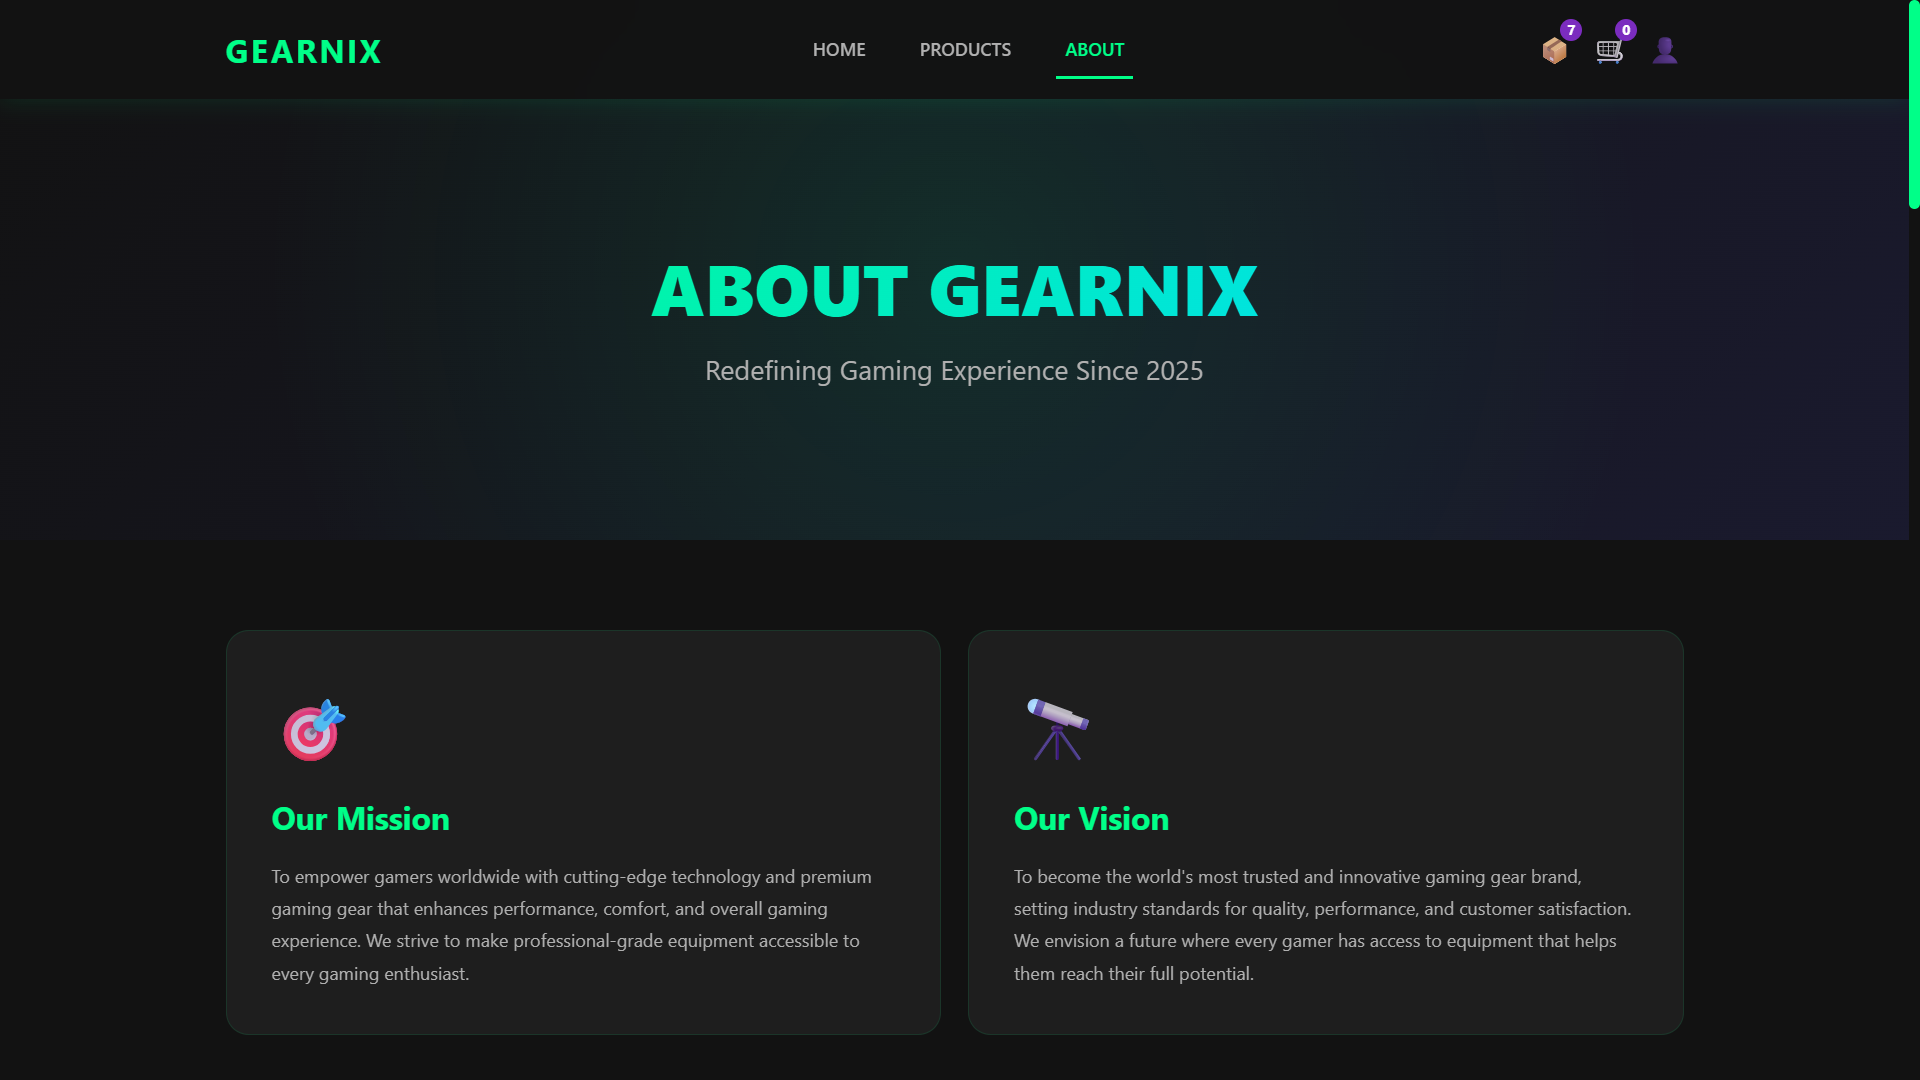 GEARNIX
HOME
PRODUCTS
ABOUT
7
0
ABOUT GEARNIX
Redefining Gaming Experience Since 2025
Our Mission
To empower gamers worldwide with cutting-edge technology and premium
gaming gear that enhances performance, comfort, and overall gaming
experience. We strive to make professional-grade equipment accessible to
every gaming enthusiast.
Our Vision
To become the world's most trusted and innovative gaming gear brand,
setting industry standards for quality, performance, and customer satisfaction.
We envision a future where every gamer has access to equipment that helps
them reach their full potential.